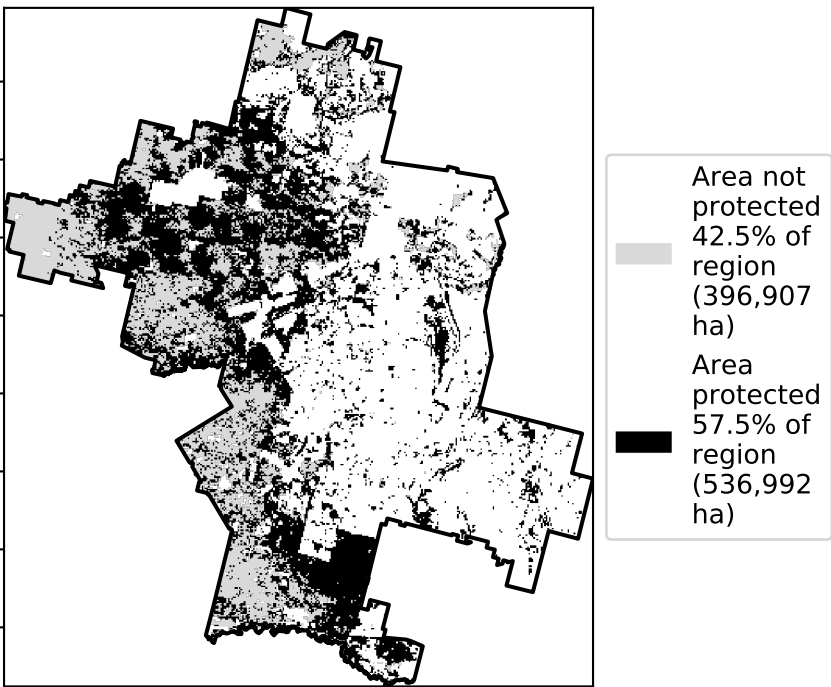 Area not
protected
42.5% of
region
(396,907
ha)
Area
protected
57.5% of
region
(536,992
ha)